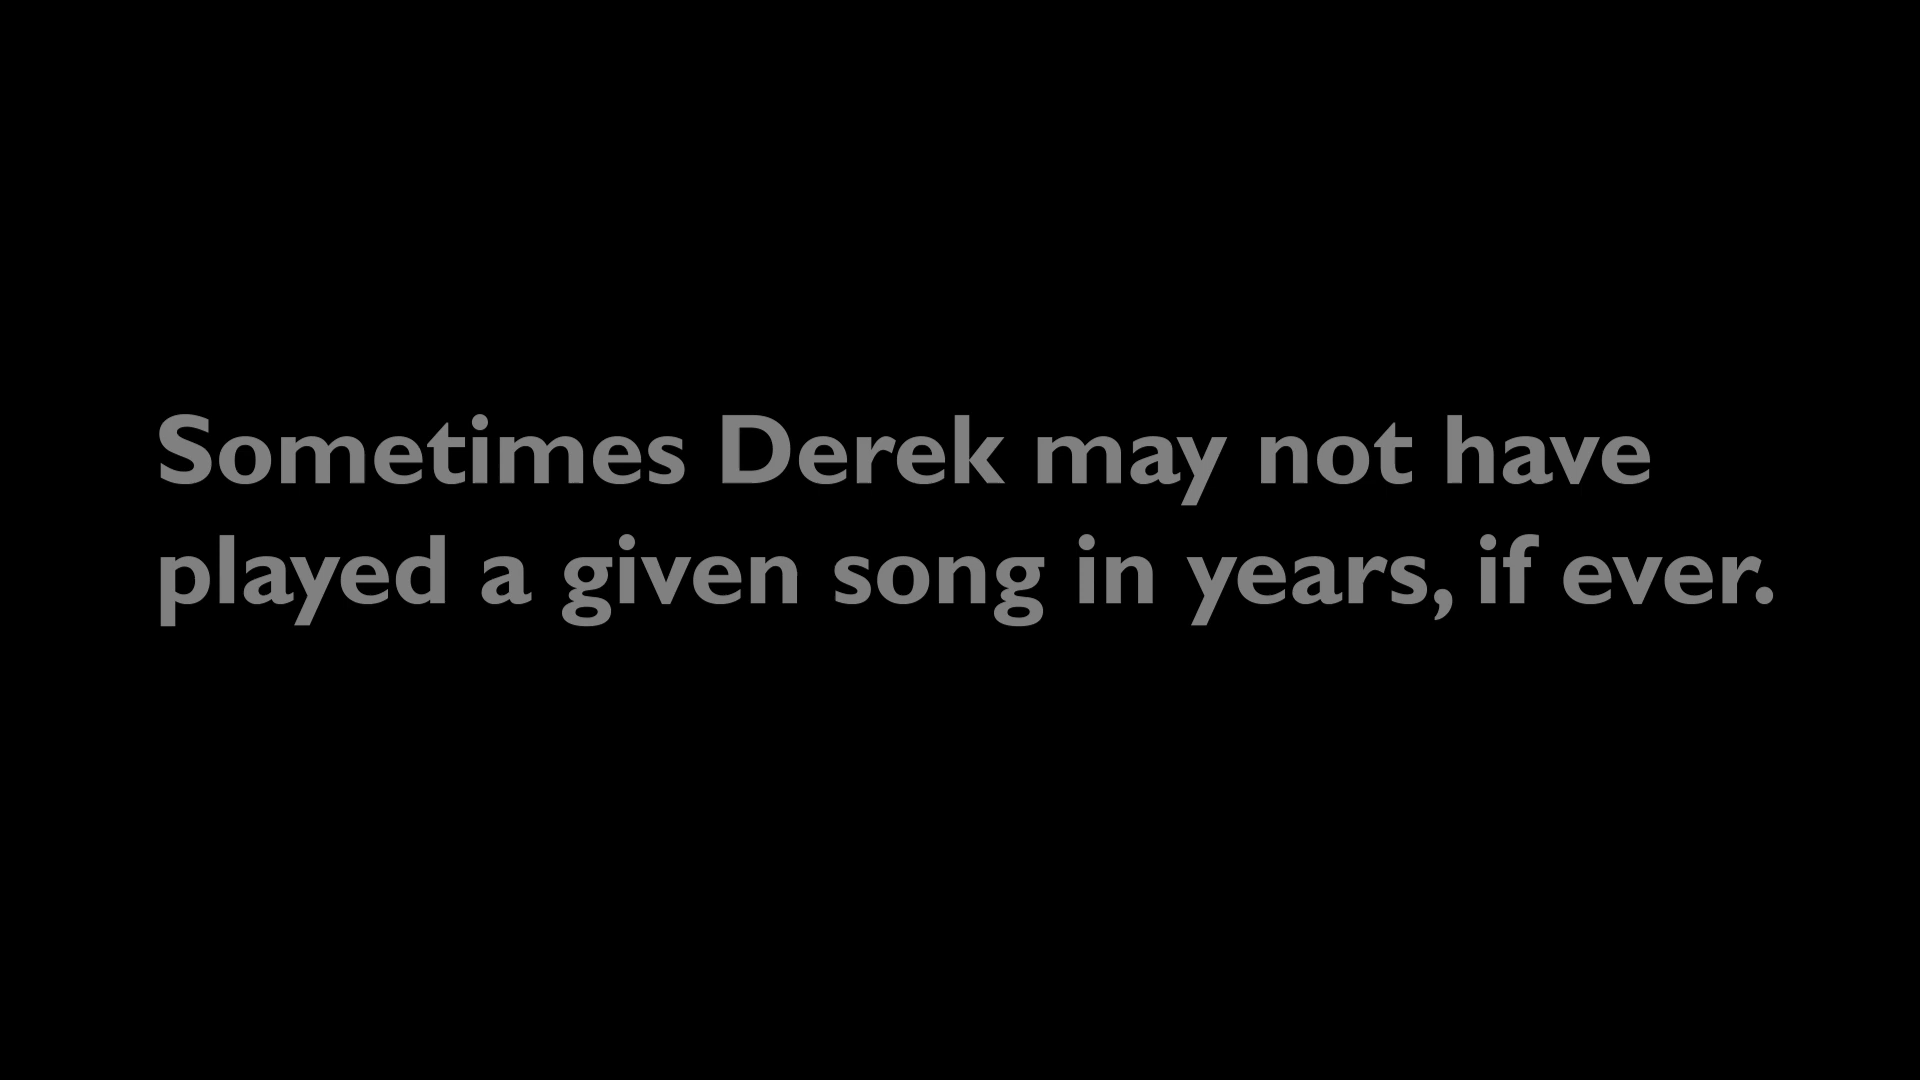 Sometimes Derek may not have
played a given song in years, if ever.